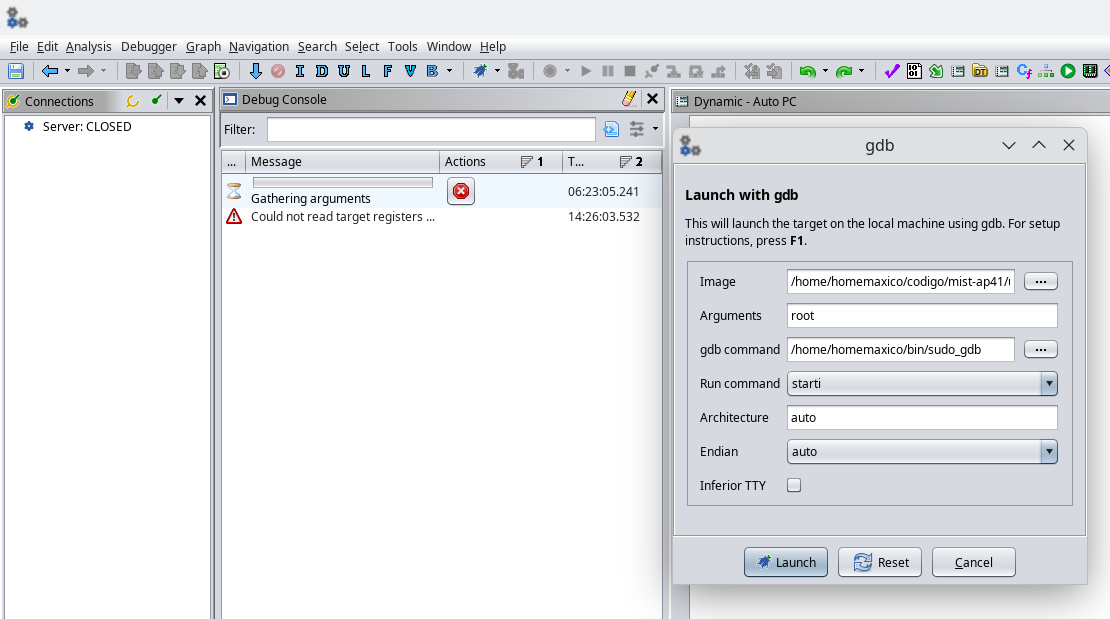 File Edit Analysis Debugger Graph Navigation Search Select Tools Window Help
I D U L F V B
Connections
Server: CLOSED
Debug Console
Filter:
... Message Actions 1 T... 2
Gathering arguments 06:23:05.241
Could not read target registers ... 14:26:03.532
Dynamic - Auto PC
gdb
Launch with gdb
This will launch the target on the local machine using gdb. For setup
instructions, press F1.
Image /home/homemaxico/codigo/mist-ap41/ ...
Arguments root
gdb command /home/homemaxico/bin/sudo_gdb ...
Run command starti
Architecture auto
Endian auto
Inferior TTY
Launch Reset Cancel